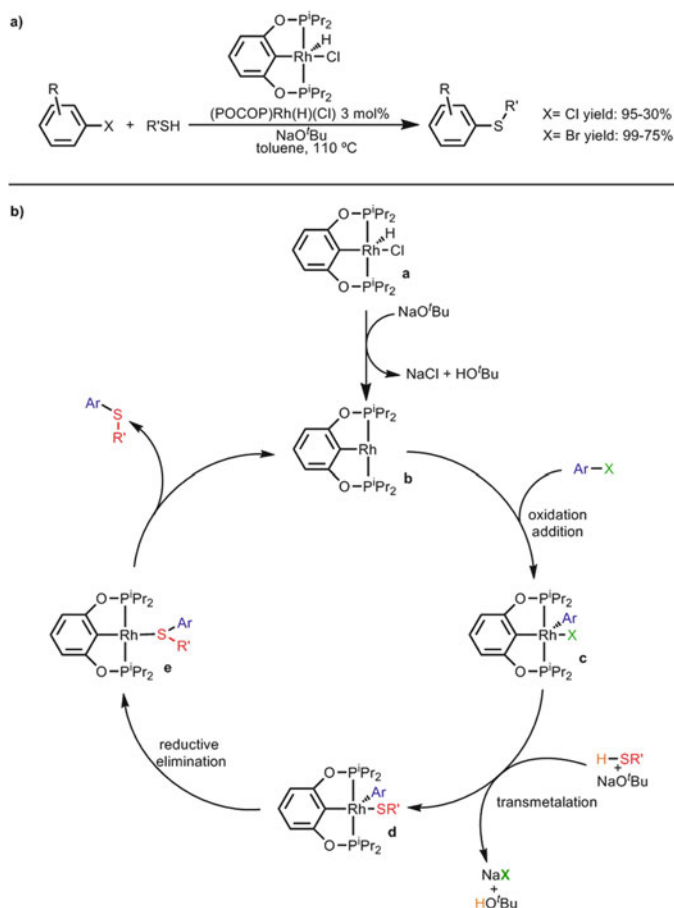 a)
O—PⁱPr₂
H
Rh—Cl
O—PⁱPr₂
R
X
+ R'SH
(POCOP)Rh(H)(Cl) 3 mol%
NaOᵗBu
toluene, 110 ºC
R
S
R'
X= Cl yield: 95-30%
X= Br yield: 99-75%
b)
O—PⁱPr₂
H
Rh—Cl
O—PⁱPr₂
a
NaOᵗBu
NaCl + HOᵗBu
O—PⁱPr₂
Rh
O—PⁱPr₂
b
Ar—X
oxidation
addition
O—PⁱPr₂
Ar
Rh—X
O—PⁱPr₂
c
H—SR'
+
NaOᵗBu
transmetalation
NaX
+
HOᵗBu
O—PⁱPr₂
Ar
Rh—SR'
O—PⁱPr₂
d
reductive
elimination
O—PⁱPr₂
Ar
Rh—S
R'
O—PⁱPr₂
e
Ar
S
R'